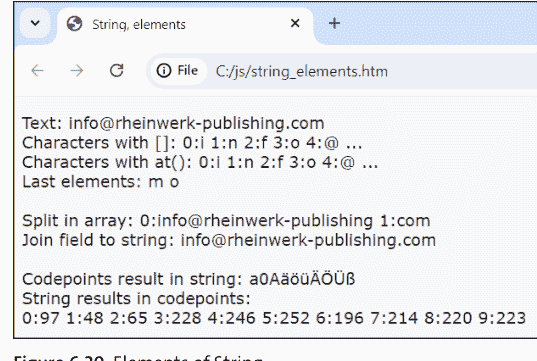 String, elements
File C:/js/string_elements.htm
Text: info@rheinwerk-publishing.com
Characters with []: 0:i 1:n 2:f 3:o 4:@ ...
Characters with at(): 0:i 1:n 2:f 3:o 4:@ ...
Last elements: m o
Split in array: 0:info@rheinwerk-publishing 1:com
Join field to string: info@rheinwerk-publishing.com
Codepoints result in string: a0AäöüÄÖÜß
String results in codepoints:
0:97 1:48 2:65 3:228 4:246 5:252 6:196 7:214 8:220 9:223
Elements of String